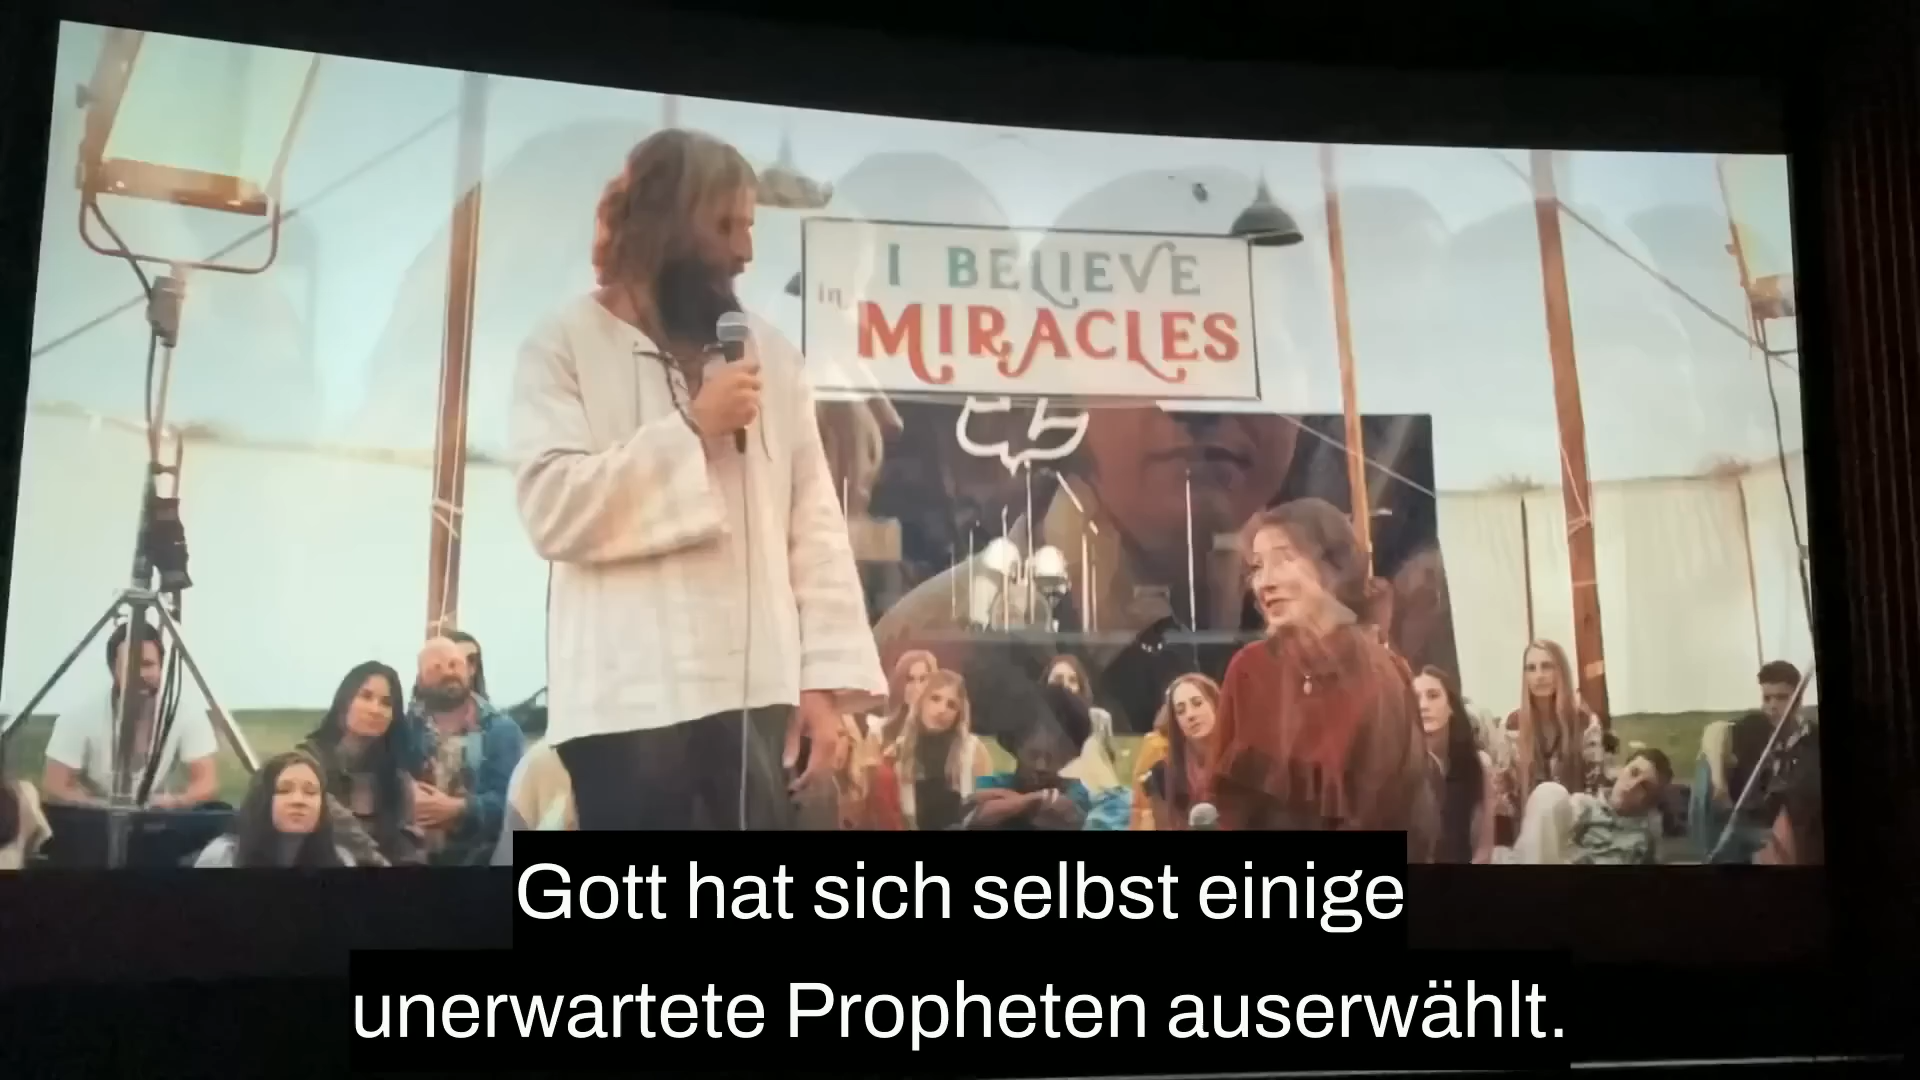 I BELIEVE
in MIRACLES
Gott hat sich selbst einige
unerwartete Propheten auserwählt.